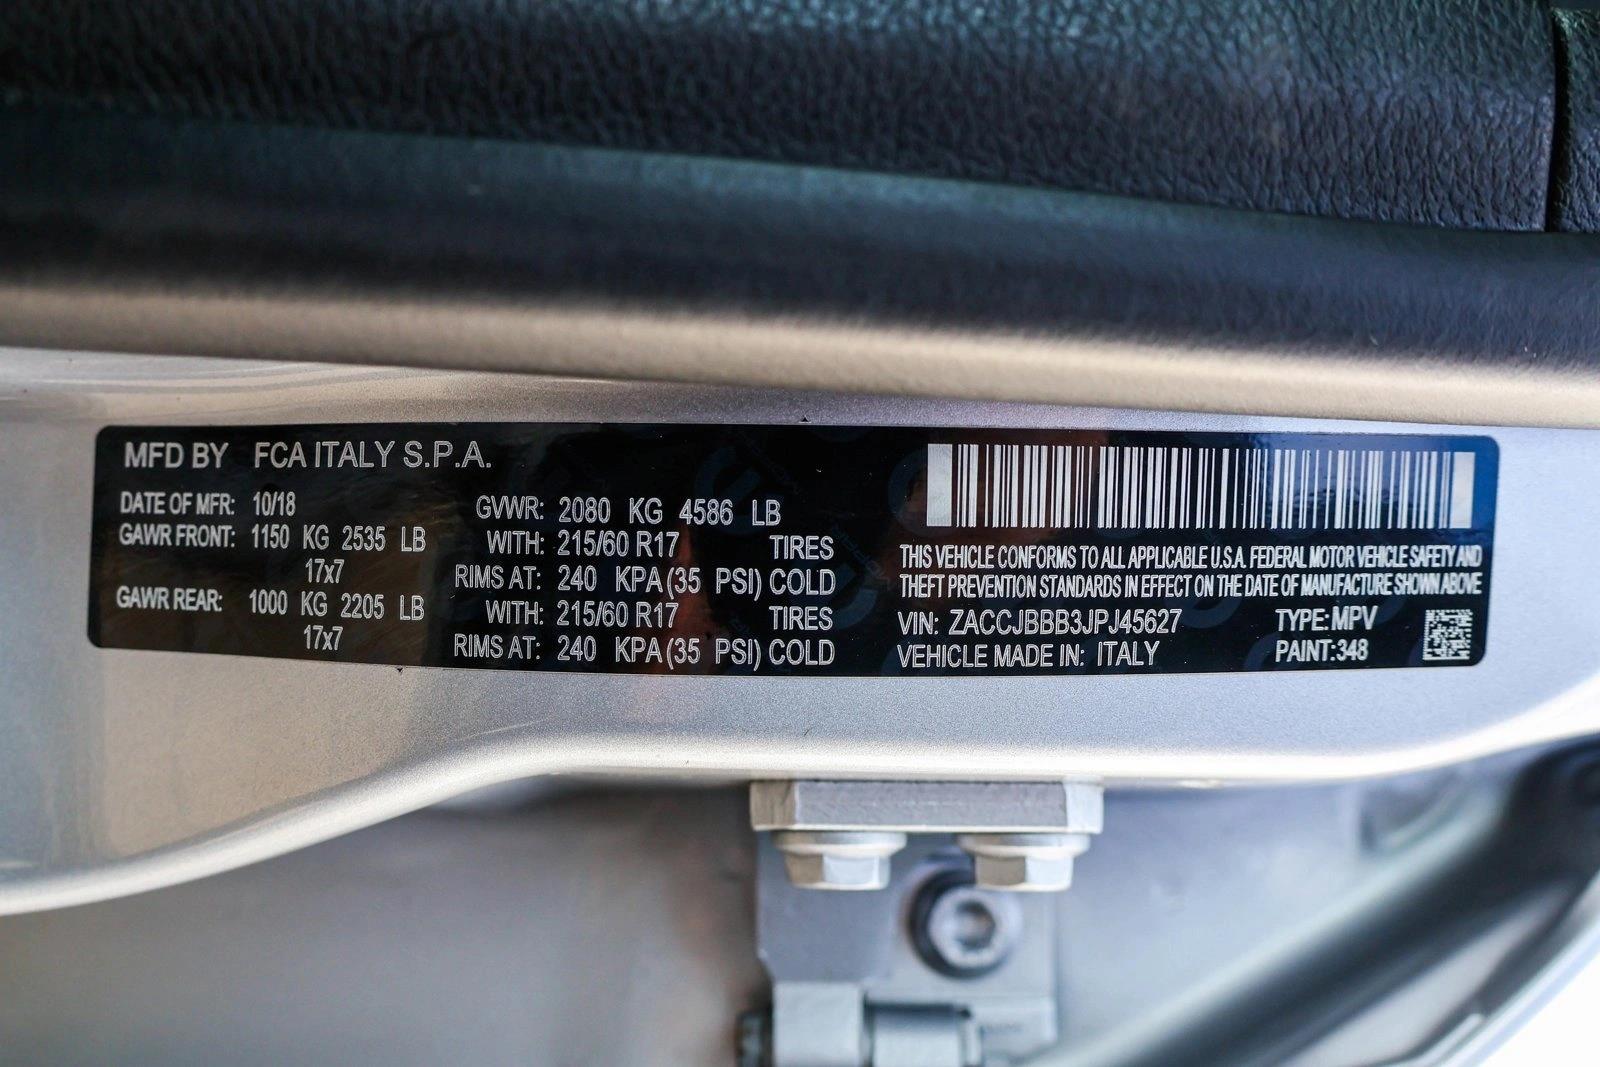 MFD BY FCA ITALY S.P.A.
DATE OF MFR: 10/18 GVWR: 2080 KG 4586 LB
GAWR FRONT: 1150 KG 2535 LB WITH: 215/60 R17 TIRES
17x7 RIMS AT: 240 KPA (35 PSI) COLD
GAWR REAR: 1000 KG 2205 LB WITH: 215/60 R17 TIRES
17x7 RIMS AT: 240 KPA (35 PSI) COLD
THIS VEHICLE CONFORMS TO ALL APPLICABLE U.S.A. FEDERAL MOTOR VEHICLE SAFETY AND
THEFT PREVENTION STANDARDS IN EFFECT ON THE DATE OF MANUFACTURE SHOWN ABOVE
VIN: ZACCJBBB3JPJ45627 TYPE: MPV
VEHICLE MADE IN: ITALY PAINT: 348